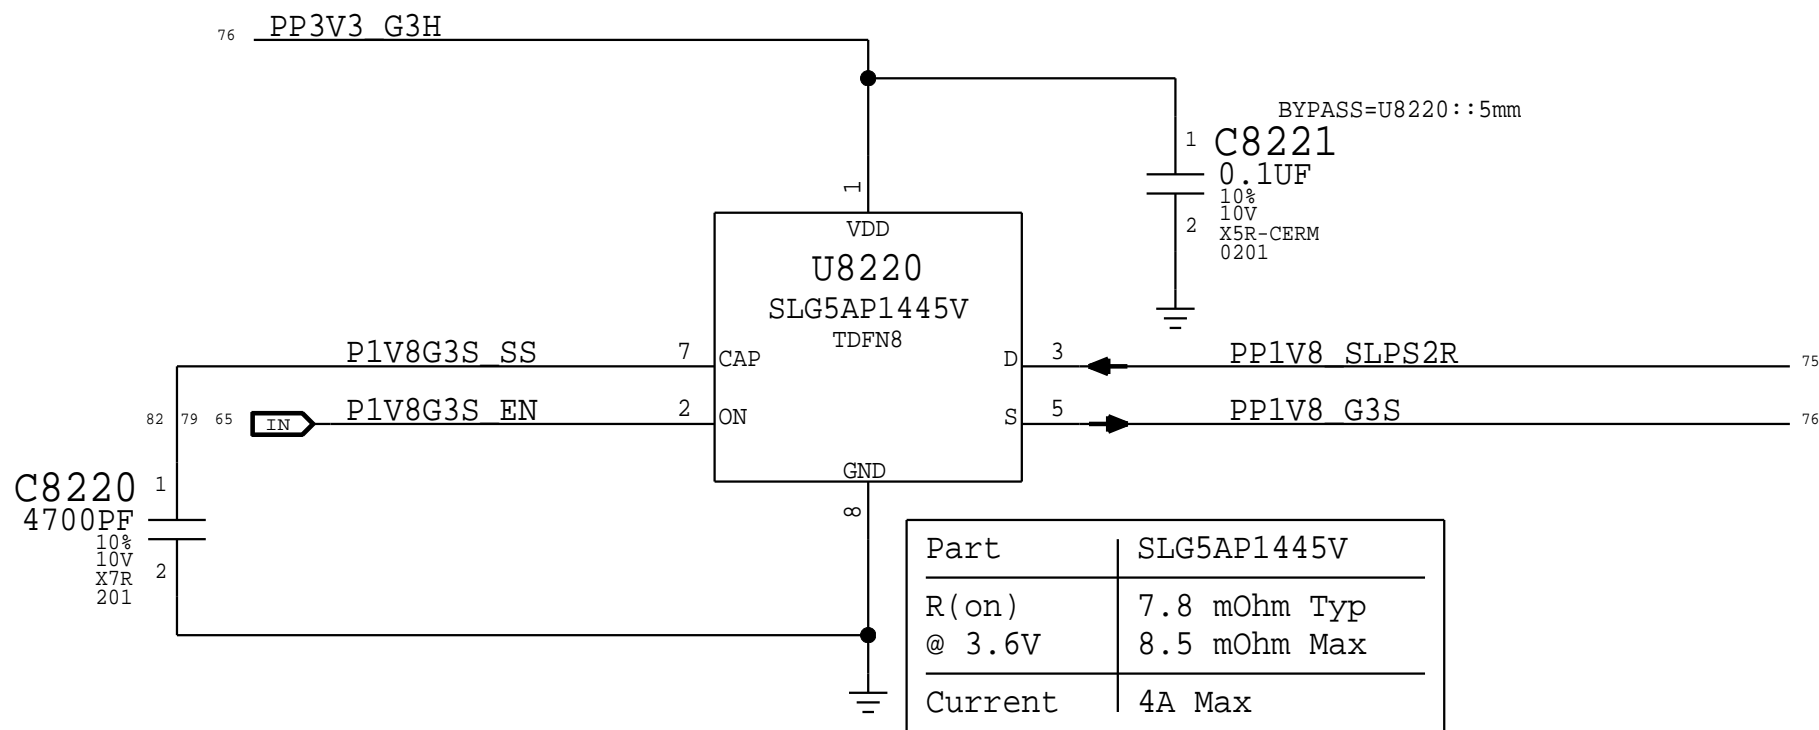 76 PP3V3_G3H
BYPASS=U8220::5mm
1 C8221
0.1UF
10%
10V
2 X5R-CERM
0201
1
VDD
U8220
SLG5AP1445V
TDFN8
P1V8G3S_SS 7 CAP D 3 PP1V8_SLPS2R 75
82 79 65 IN P1V8G3S_EN 2 ON S 5 PP1V8_G3S 76
GND
8
C8220 1
4700PF
10%
10V
X7R 2
201
Part SLG5AP1445V
R(on) 7.8 mOhm Typ
@ 3.6V 8.5 mOhm Max
Current 4A Max